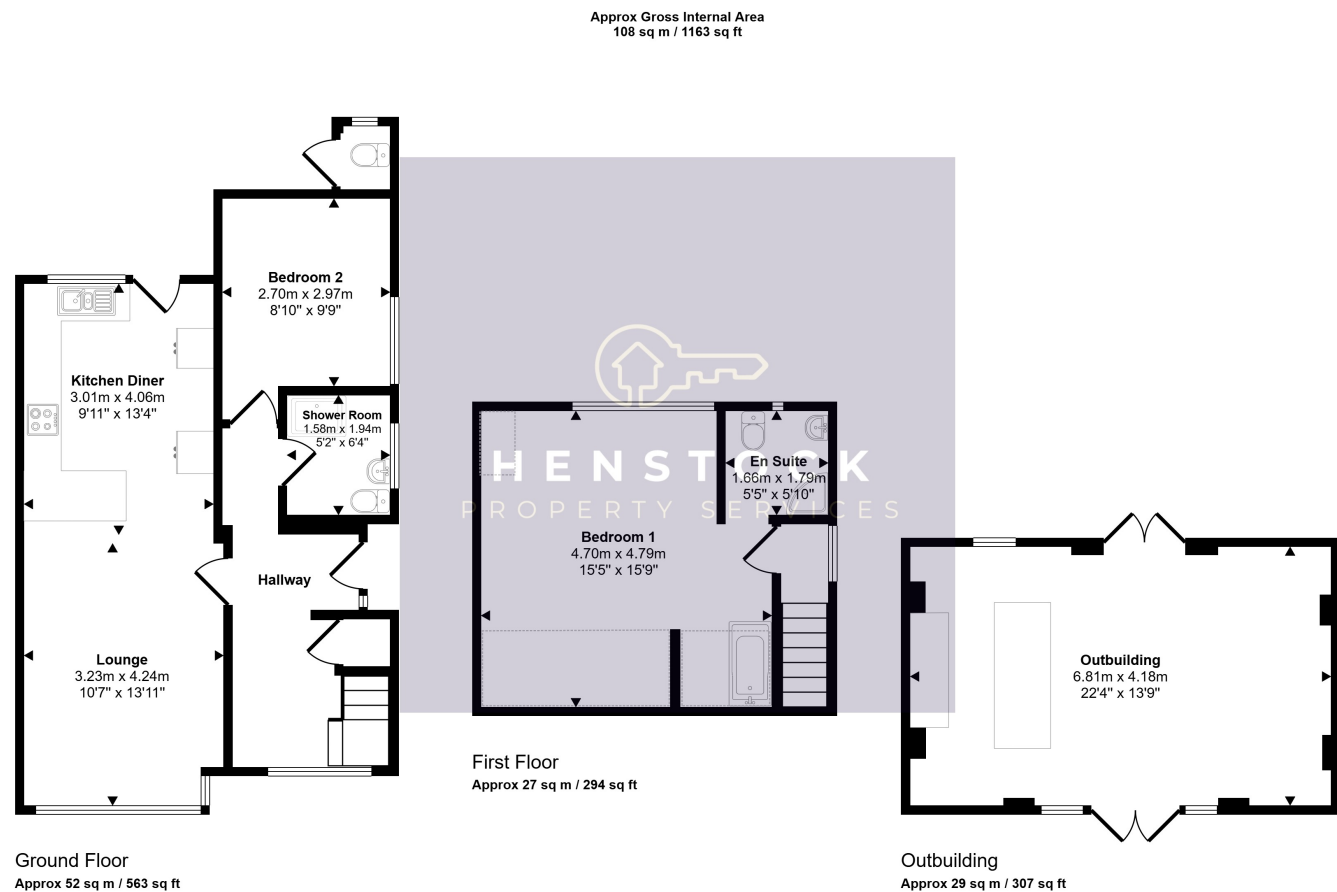 Approx Gross Internal Area
108 sq m / 1163 sq ft
Bedroom 2
2.70m x 2.97m
8'10" x 9'9"
Kitchen Diner
3.01m x 4.06m
9'11" x 13'4"
Shower Room
1.58m x 1.94m
5'2" x 6'4"
Hallway
Lounge
3.23m x 4.24m
10'7" x 13'11"
Ground Floor
Approx 52 sq m / 563 sq ft
HENSTOCK
PROPERTY SERVICES
En Suite
1.66m x 1.79m
5'5" x 5'10"
Bedroom 1
4.70m x 4.79m
15'5" x 15'9"
First Floor
Approx 27 sq m / 294 sq ft
Outbuilding
6.81m x 4.18m
22'4" x 13'9"
Outbuilding
Approx 29 sq m / 307 sq ft